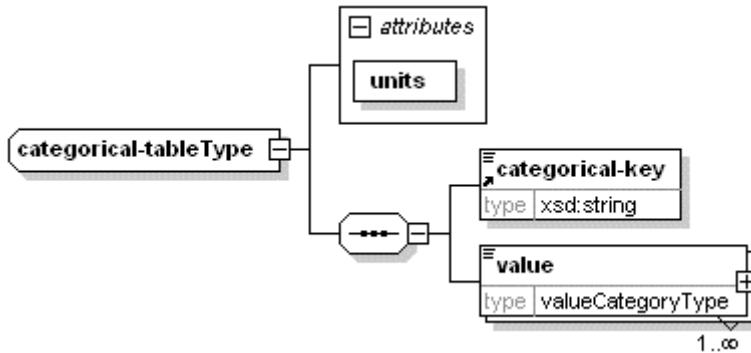 attributes
units
categorical-tableType
categorical-key
type xsd:string
value
type valueCategoryType
1..∞